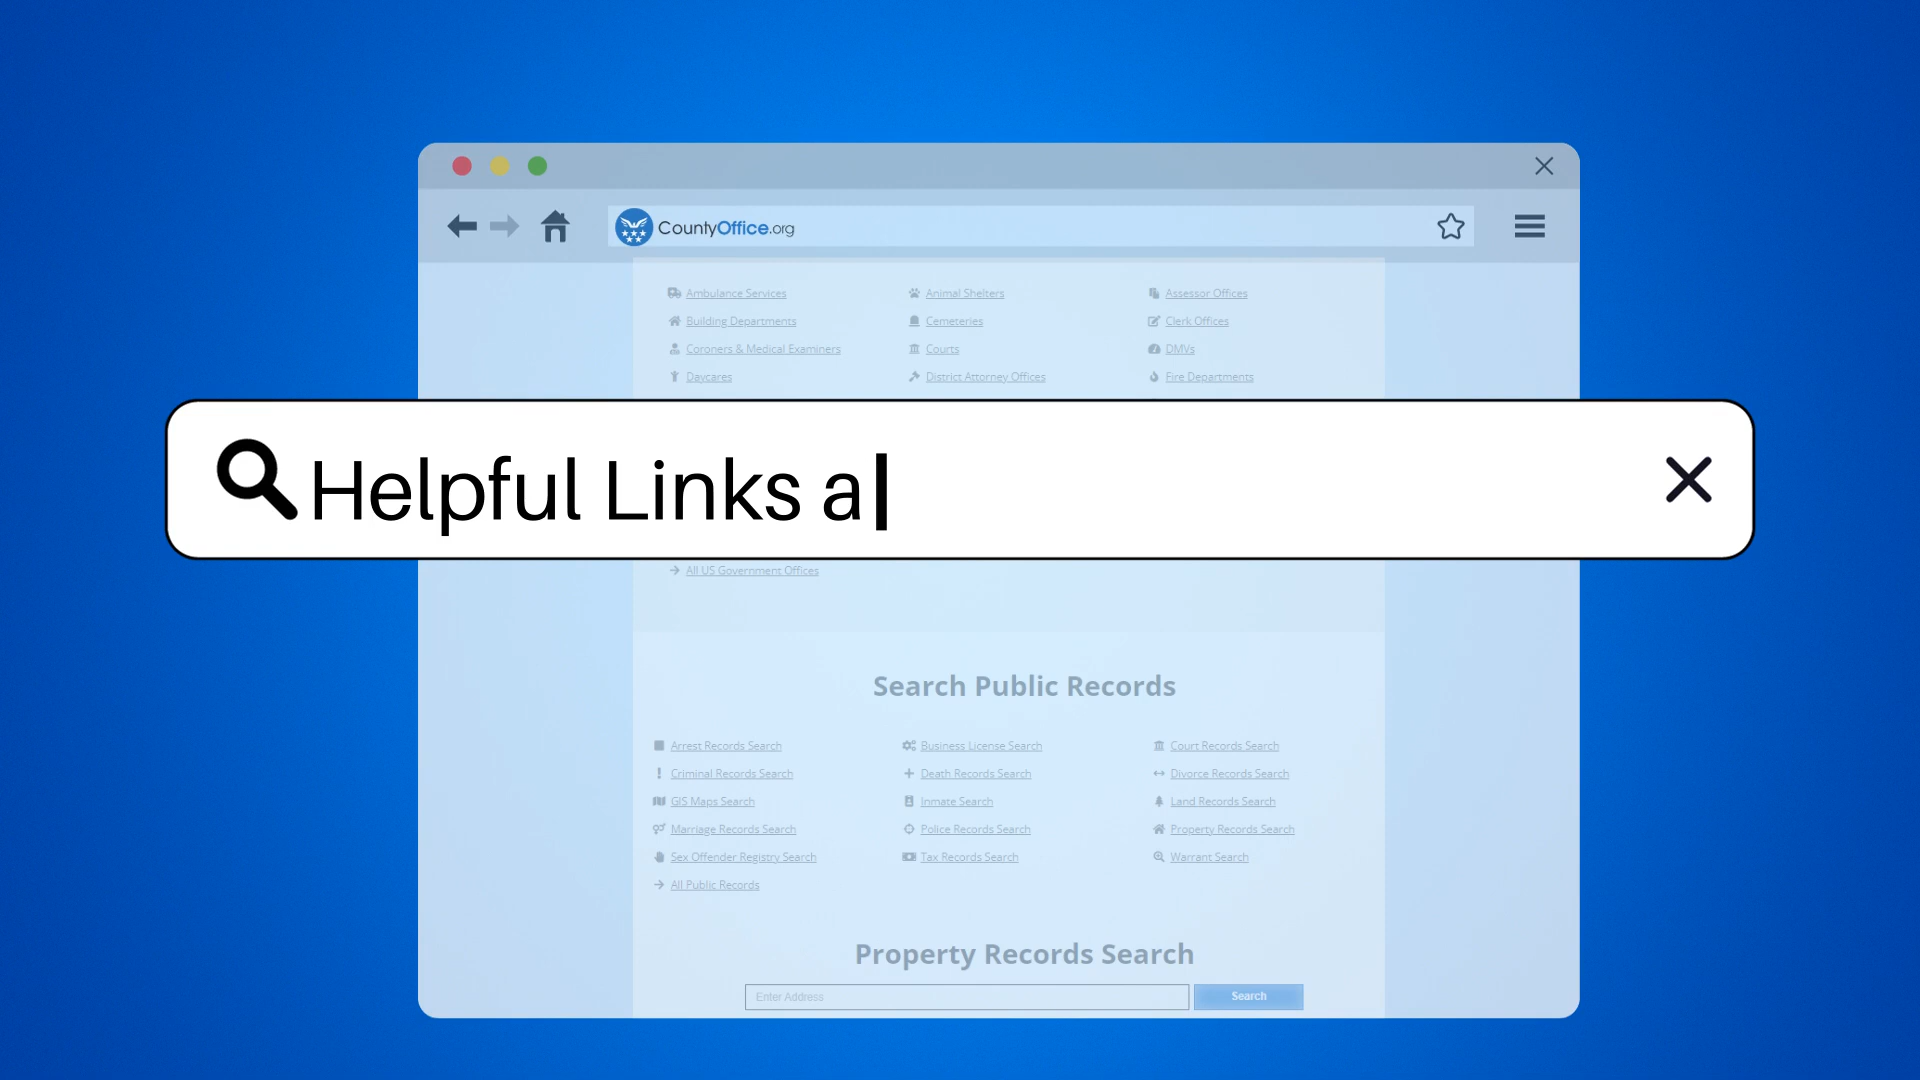 CountyOffice.org
Ambulance Services Animal Shelters Assessor Offices
Building Departments Cemeteries Clerk Offices
Coroners & Medical Examiners Courts DMVs
Daycares District Attorney Offices Fire Departments
Helpful Links a
All US Government Offices
Search Public Records
Arrest Records Search Business License Search Court Records Search
Criminal Records Search Death Records Search Divorce Records Search
GIS Maps Search Inmate Search Land Records Search
Marriage Records Search Police Records Search Property Records Search
Sex Offender Registry Search Tax Records Search Warrant Search
All Public Records
Property Records Search
Enter Address Search